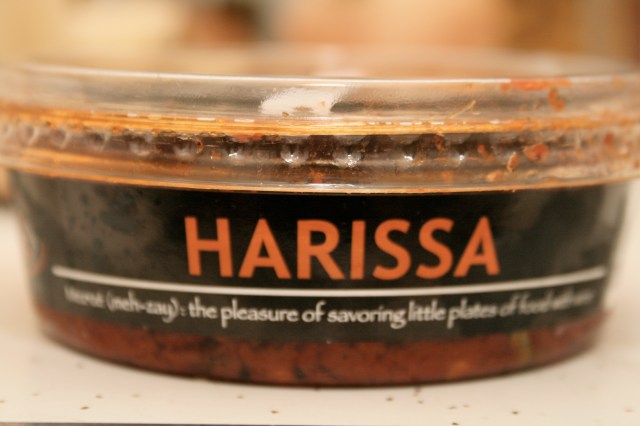 HARISSA
(meh-zay): the pleasure of savoring little plates of food with